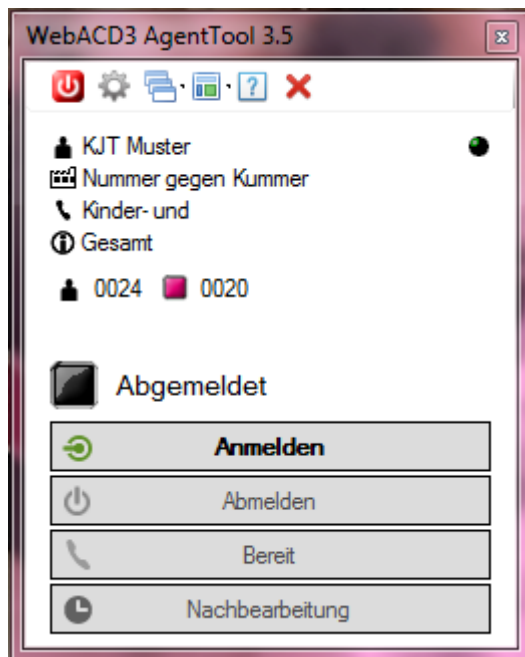 WebACD3 AgentTool 3.5
KJT Muster
Nummer gegen Kummer
Kinder- und
Gesamt
0024 0020
Abgemeldet
Anmelden
Abmelden
Bereit
Nachbearbeitung